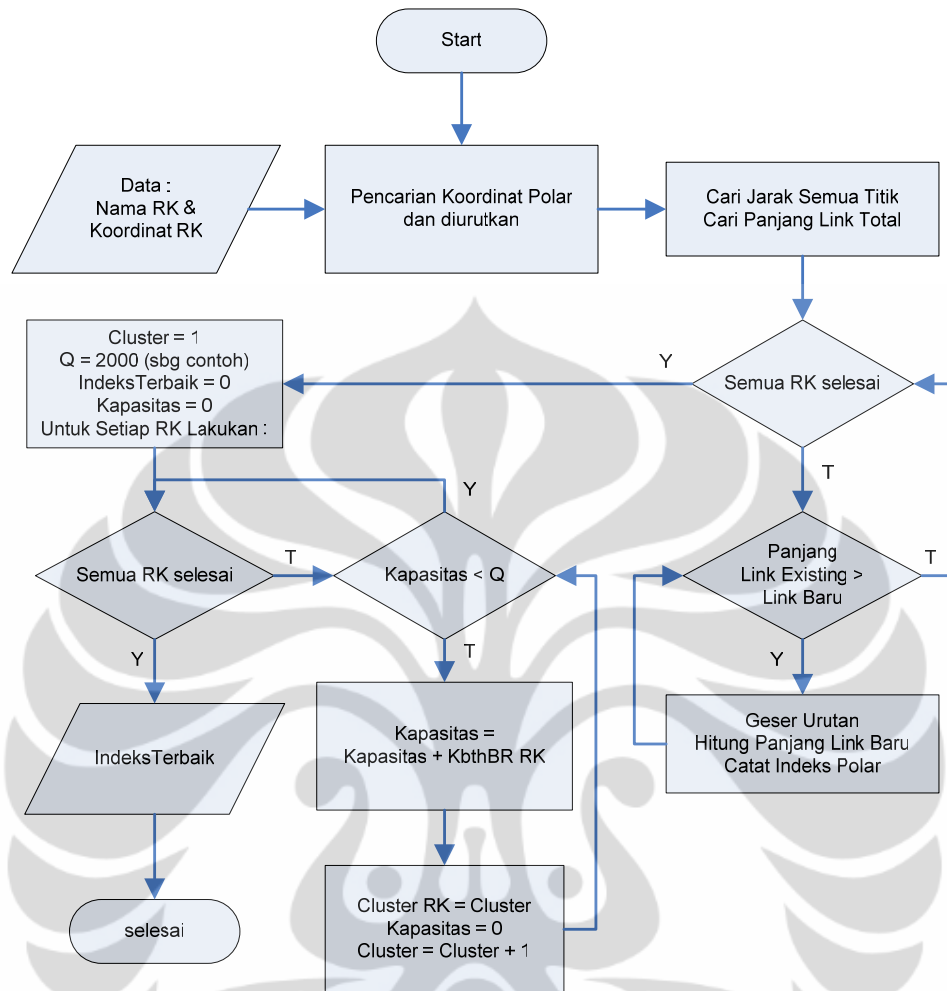 Start
Data :
Nama RK &
Koordinat RK
Pencarian Koordinat Polar
dan diurutkan
Cari Jarak Semua Titik
Cari Panjang Link Total
Cluster = 1
Q = 2000 (sbg contoh)
IndeksTerbaik = 0
Kapasitas = 0
Untuk Setiap RK Lakukan :
Y
Semua RK selesai
T
Y
Semua RK selesai
T
Kapasitas < Q
Panjang
Link Existing >
Link Baru
T
Y
T
Y
IndeksTerbaik
Kapasitas =
Kapasitas + KbthBR RK
Geser Urutan
Hitung Panjang Link Baru
Catat Indeks Polar
selesai
Cluster RK = Cluster
Kapasitas = 0
Cluster = Cluster + 1